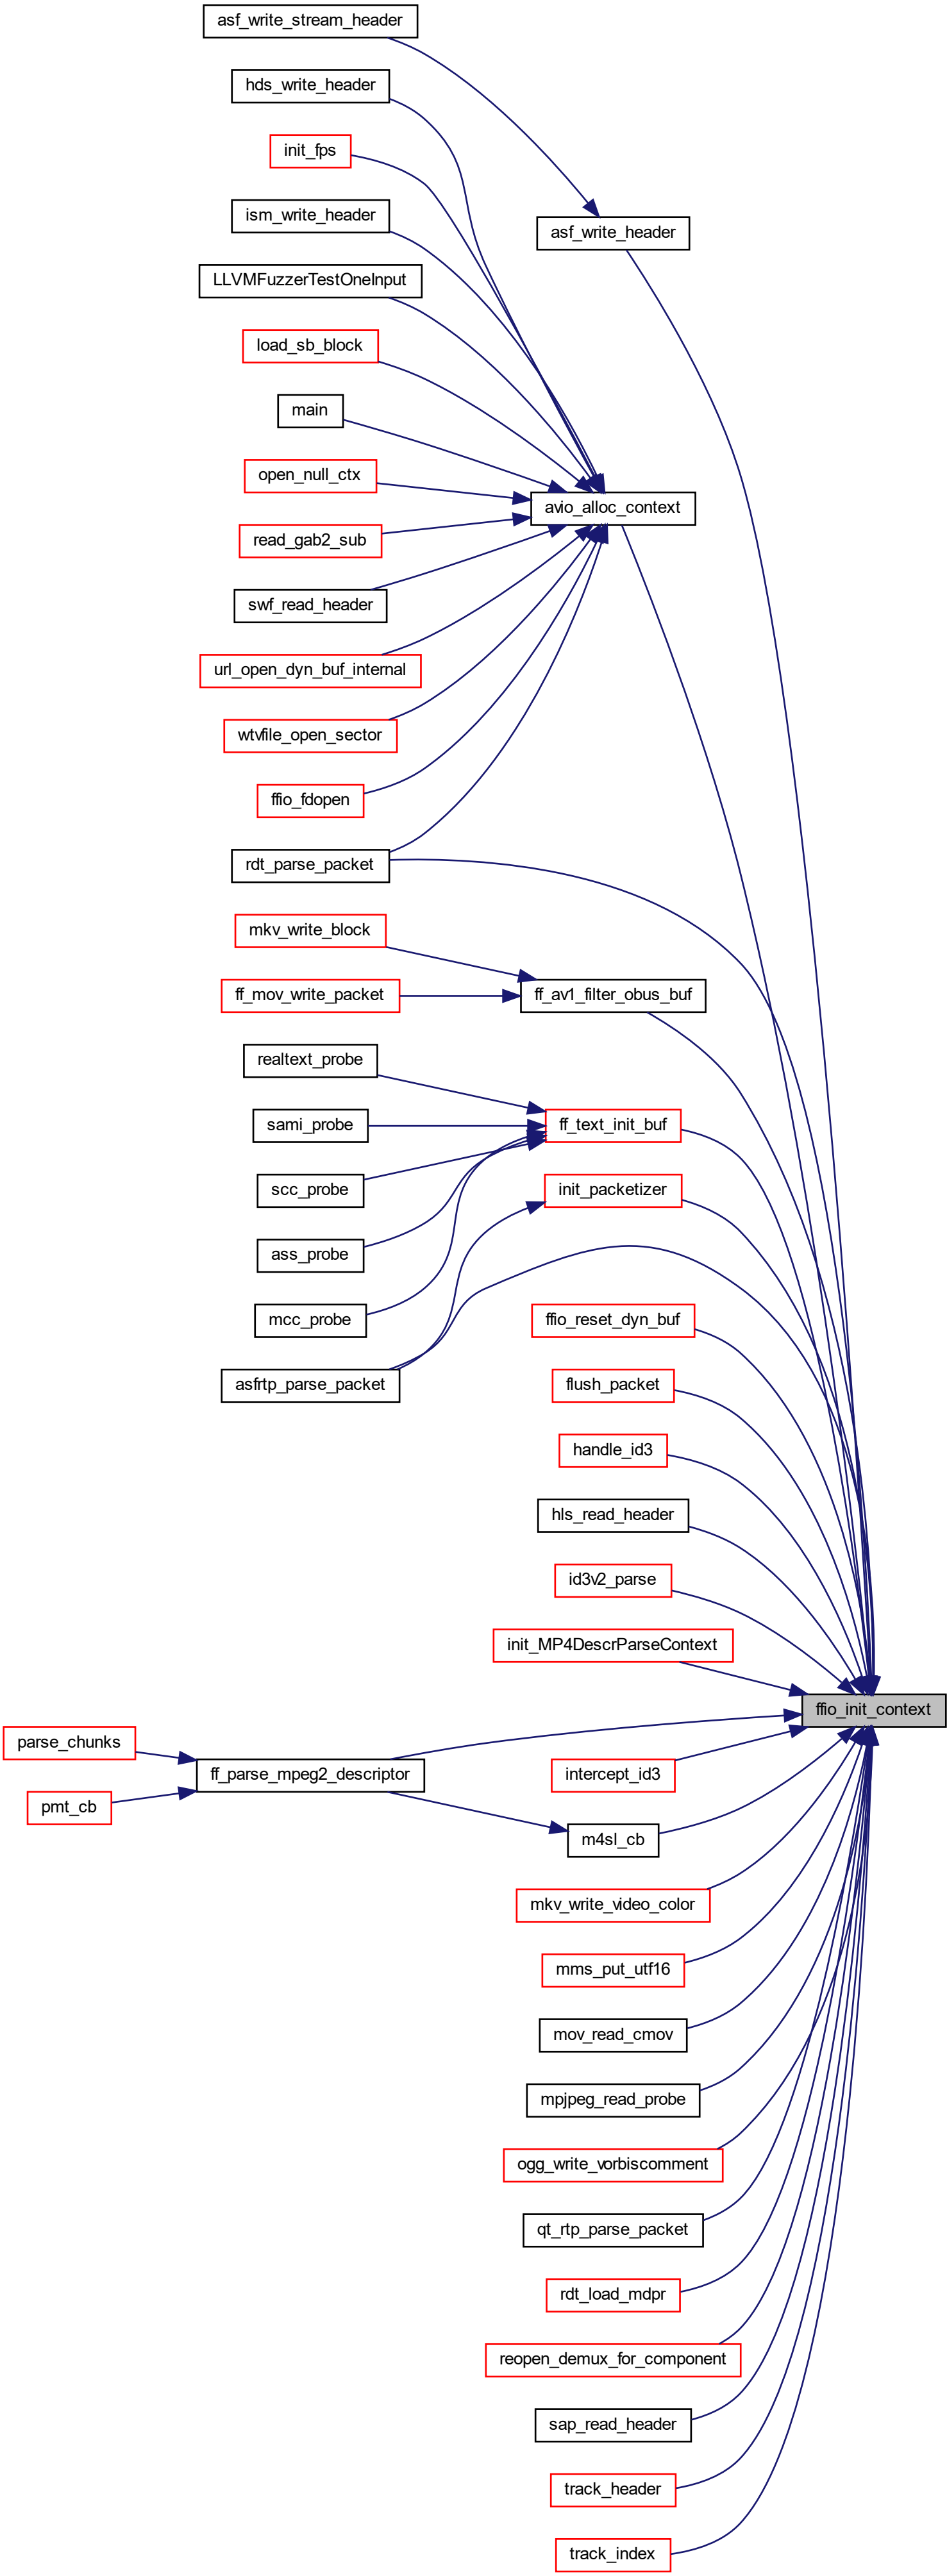 asf_write_stream_header
hds_write_header
init_fps
ism_write_header
asf_write_header
LLVMFuzzerTestOneInput
load_sb_block
main
open_null_ctx
avio_alloc_context
read_gab2_sub
swf_read_header
url_open_dyn_buf_internal
wtvfile_open_sector
ffio_fdopen
rdt_parse_packet
mkv_write_block
ff_mov_write_packet
ff_av1_filter_obus_buf
realtext_probe
sami_probe
ff_text_init_buf
scc_probe
init_packetizer
ass_probe
mcc_probe
ffio_reset_dyn_buf
asfrtp_parse_packet
flush_packet
handle_id3
hls_read_header
id3v2_parse
init_MP4DescrParseContext
ffio_init_context
parse_chunks
ff_parse_mpeg2_descriptor
intercept_id3
pmt_cb
m4sl_cb
mkv_write_video_color
mms_put_utf16
mov_read_cmov
mpjpeg_read_probe
ogg_write_vorbiscomment
qt_rtp_parse_packet
rdt_load_mdpr
reopen_demux_for_component
sap_read_header
track_header
track_index